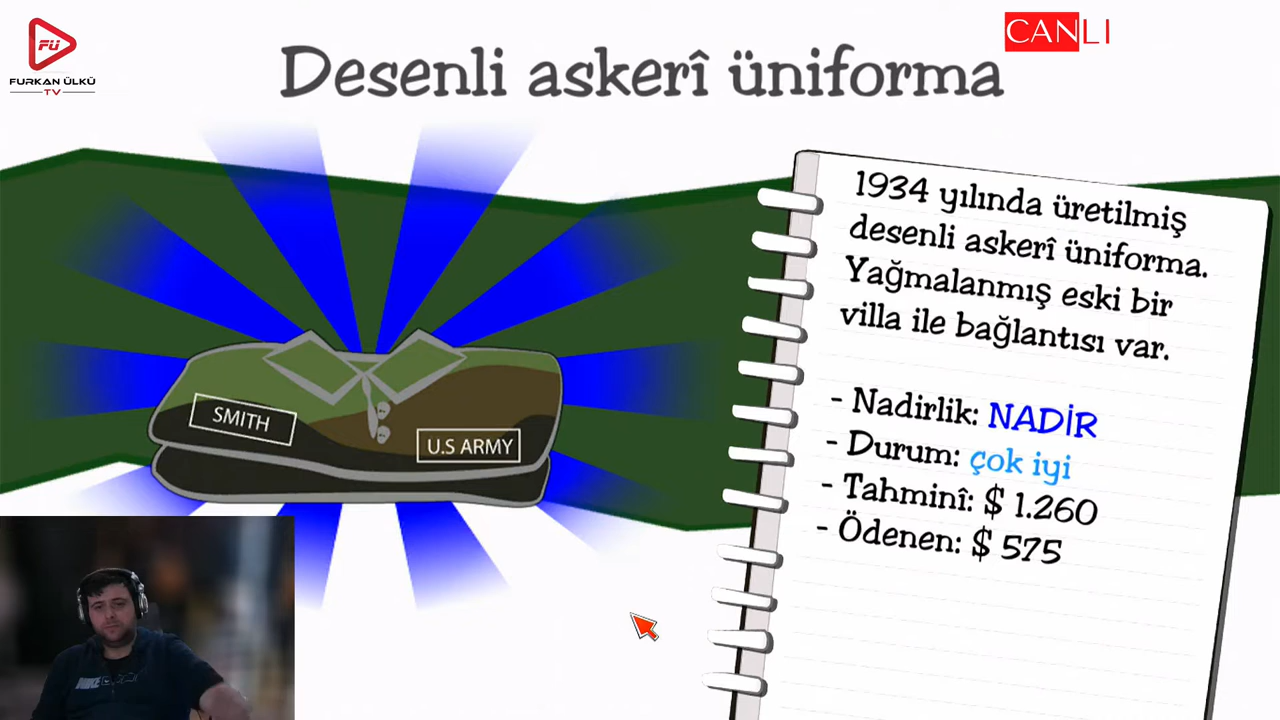 FÜ
FURKAN ÜLKÜ
TV
CANLI
Desenli askerî üniforma
SMITH
U.S ARMY
1934 yılında üretilmiş
desenli askerî üniforma.
Yağmalanmış eski bir
villa ile bağlantısı var.
- Nadirlik: NADİR
- Durum: çok iyi
- Tahminî: $ 1.260
- Ödenen: $ 575